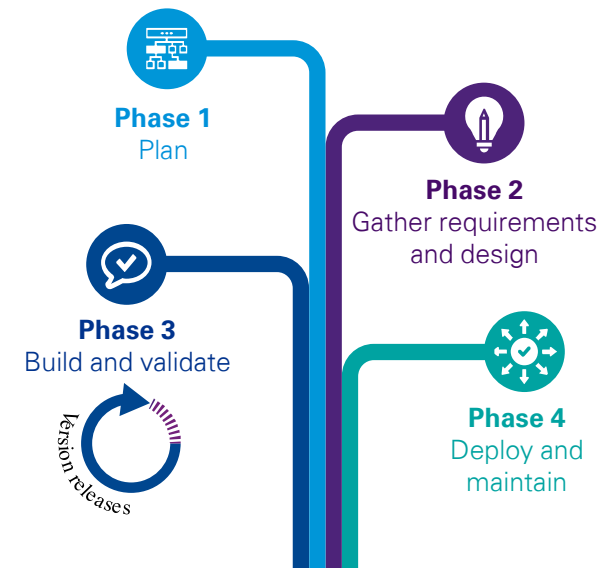 Phase 1
Plan
Phase 2
Gather requirements
and design
Phase 3
Build and validate
Version releases
Phase 4
Deploy and
maintain